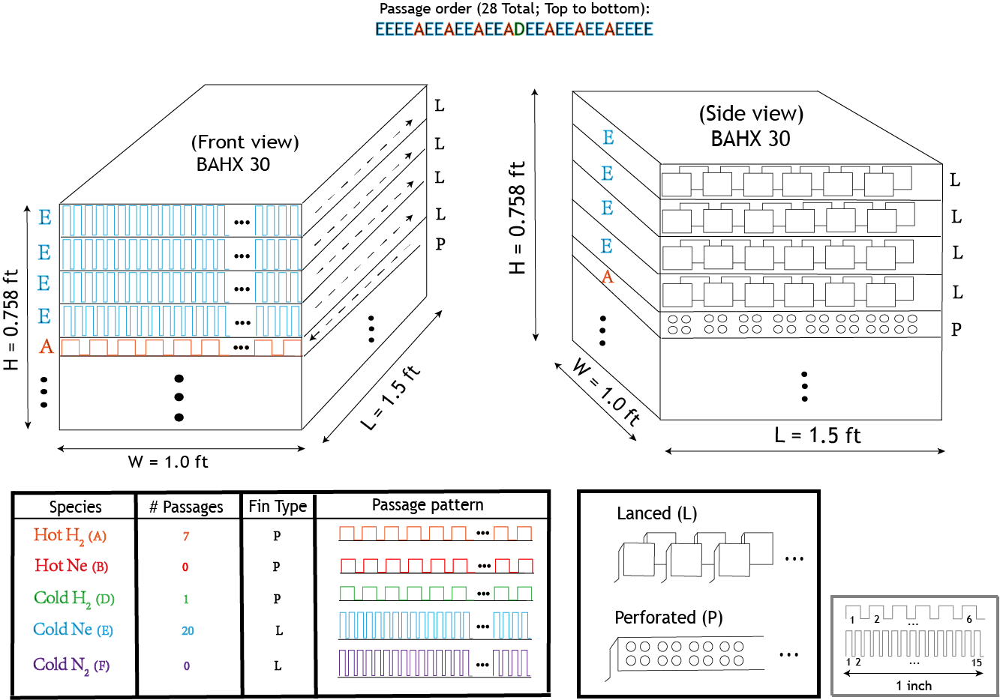 Passage order (28 Total; Top to bottom):
EEEEAEEAEEAEEADEEAEEAEEAEEEE
(Front view)
BAHX 30
E
E
E
E
A
L
L
L
L
P
H = 0.758 ft
W = 1.0 ft
L = 1.5 ft
(Side view)
BAHX 30
E
E
E
E
A
L
L
L
L
P
H = 0.758 ft
W = 1.0 ft
L = 1.5 ft
Species # Passages Fin Type Passage pattern
Hot H2 (A) 7 P
Hot Ne (B) 0 P
Cold H2 (D) 1 P
Cold Ne (E) 20 L
Cold N2 (F) 0 L
Lanced (L)
Perforated (P)
1 2 ... 6
1 2 ... 15
1 inch